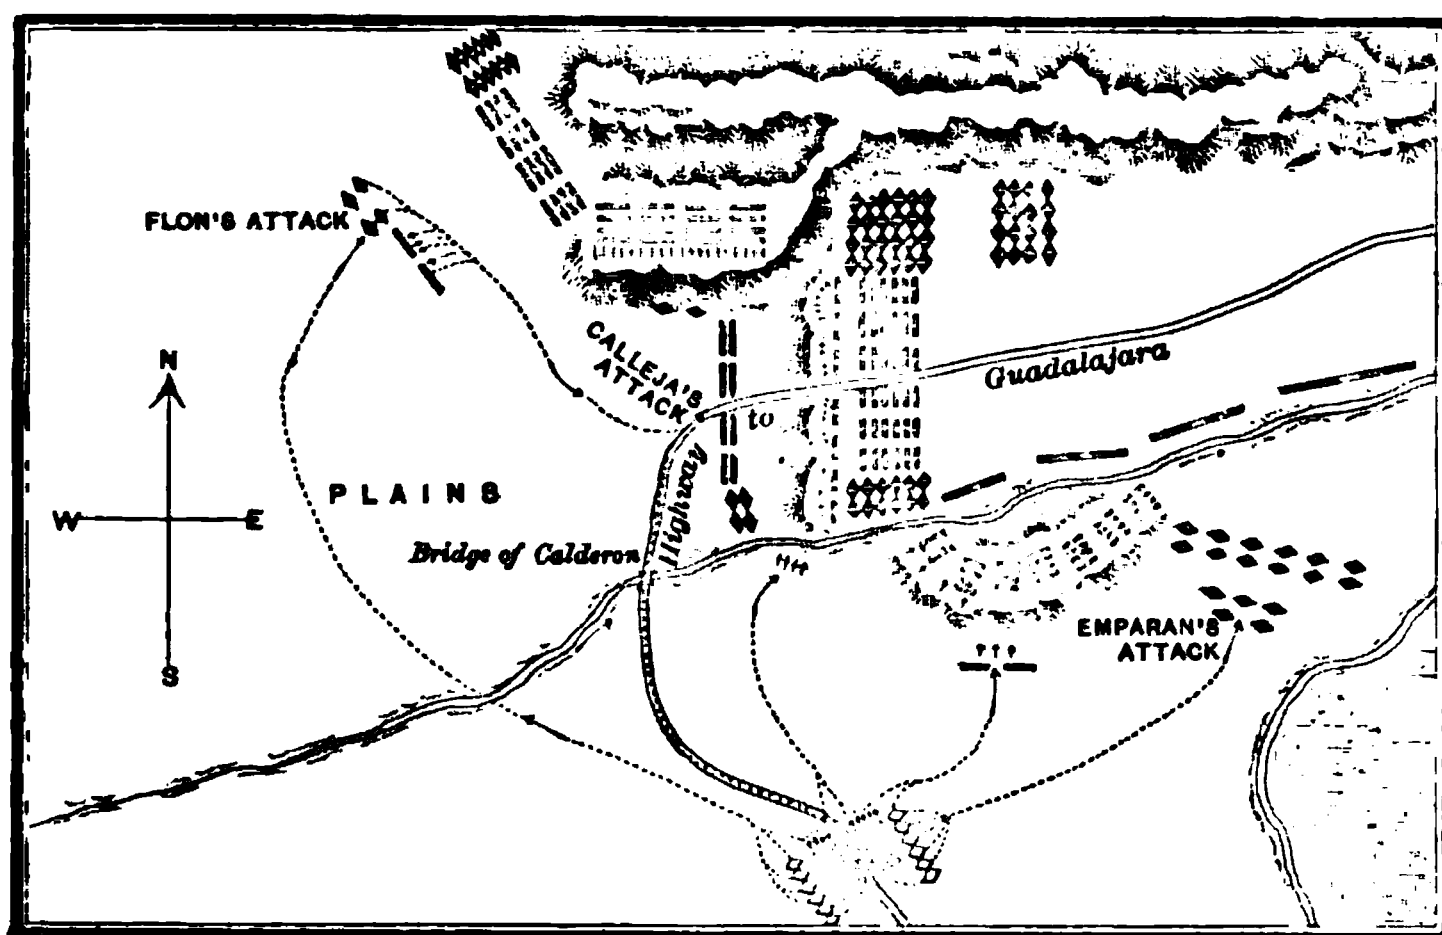 FLON'S ATTACK
CALLEJA'S
ATTACK
Guadalajara
to
Highway
N
W
E
S
PLAINS
Bridge of Calderon
EMPARAN'S
ATTACK